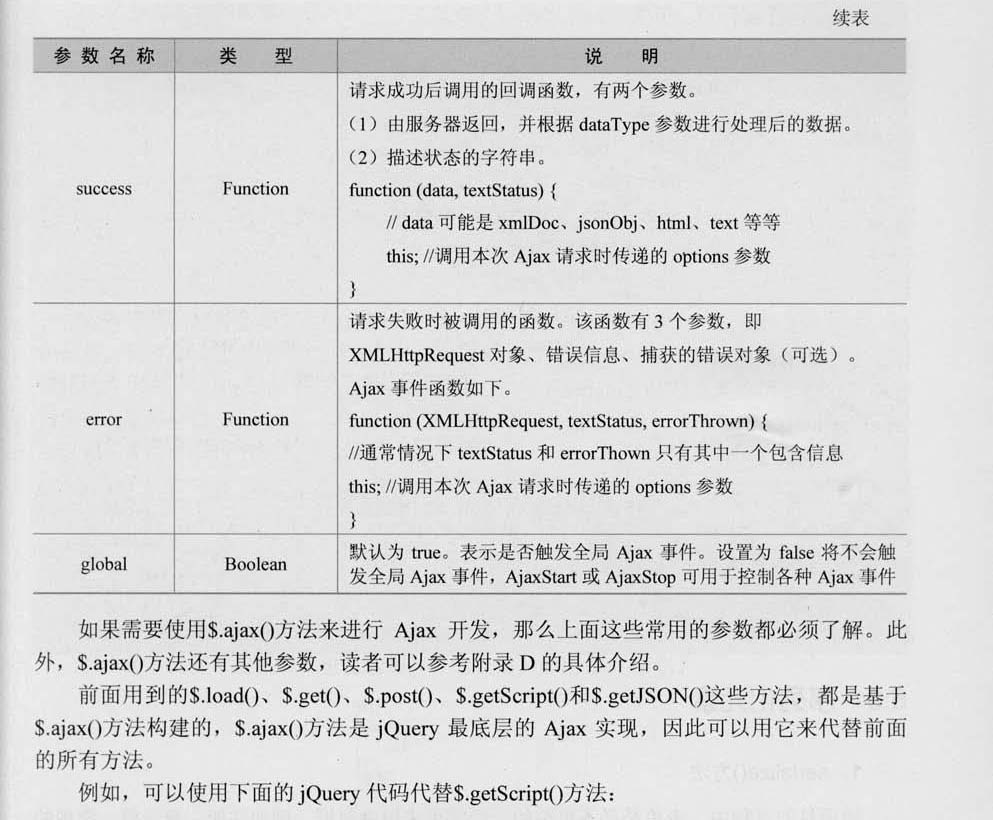 续表
参数名称 类 型 说 明
请求成功后调用的回调函数，有两个参数。
（1）由服务器返回，并根据 dataType 参数进行处理后的数据。
（2）描述状态的字符串。
success Function function (data, textStatus) {
// data 可能是 xmlDoc、jsonObj、html、text 等等
this; //调用本次 Ajax 请求时传递的 options 参数
}
请求失败时被调用的函数。该函数有 3 个参数，即
XMLHttpRequest 对象、错误信息、捕获的错误对象（可选）。
Ajax 事件函数如下。
error Function function (XMLHttpRequest, textStatus, errorThrown) {
//通常情况下 textStatus 和 errorThown 只有其中一个包含信息
this; //调用本次 Ajax 请求时传递的 options 参数
}
global Boolean 默认为 true。表示是否触发全局 Ajax 事件。设置为 false 将不会触
发全局 Ajax 事件，AjaxStart 或 AjaxStop 可用于控制各种 Ajax 事件
如果需要使用$.ajax()方法来进行 Ajax 开发，那么上面这些常用的参数都必须了解。此
外，$.ajax()方法还有其他参数，读者可以参考附录 D 的具体介绍。
前面用到的$.load()、$.get()、$.post()、$.getScript()和$.getJSON()这些方法，都是基于
$.ajax()方法构建的，$.ajax()方法是 jQuery 最底层的 Ajax 实现，因此可以用它来代替前面
的所有方法。
例如，可以使用下面的 jQuery 代码代替$.getScript()方法：